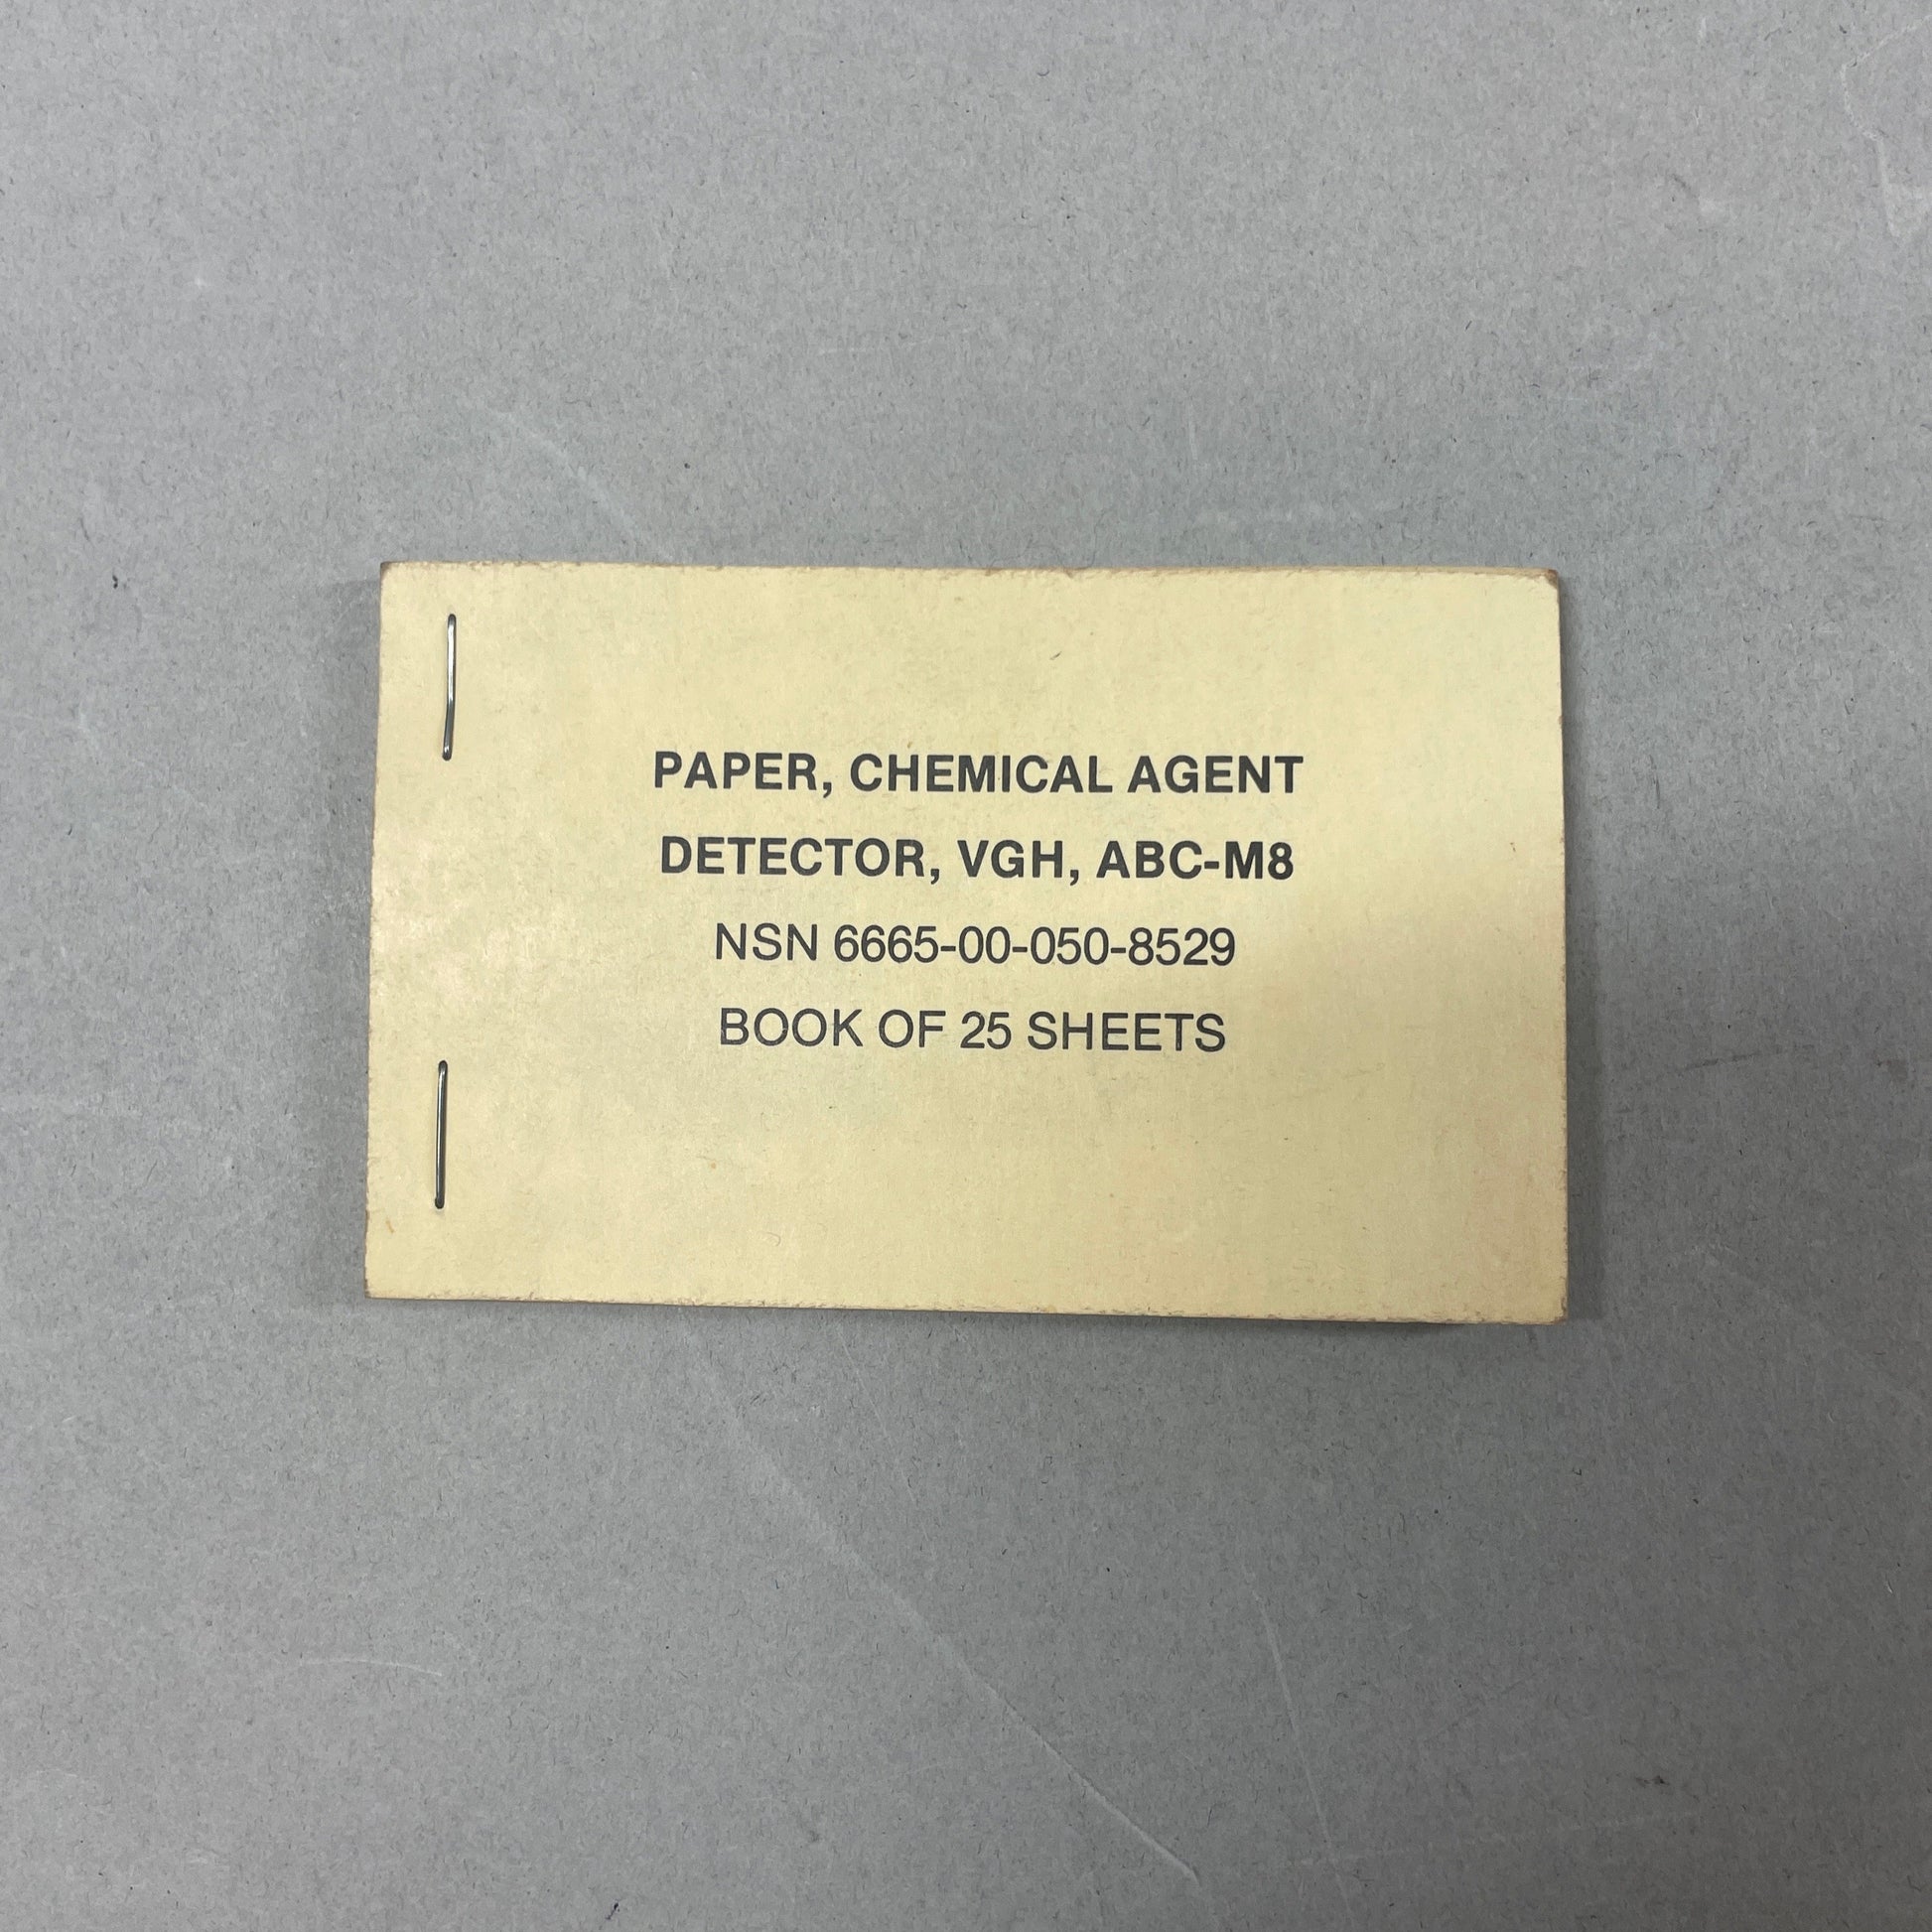 PAPER, CHEMICAL AGENT
DETECTOR, VGH, ABC-M8
NSN 6665-00-050-8529
BOOK OF 25 SHEETS